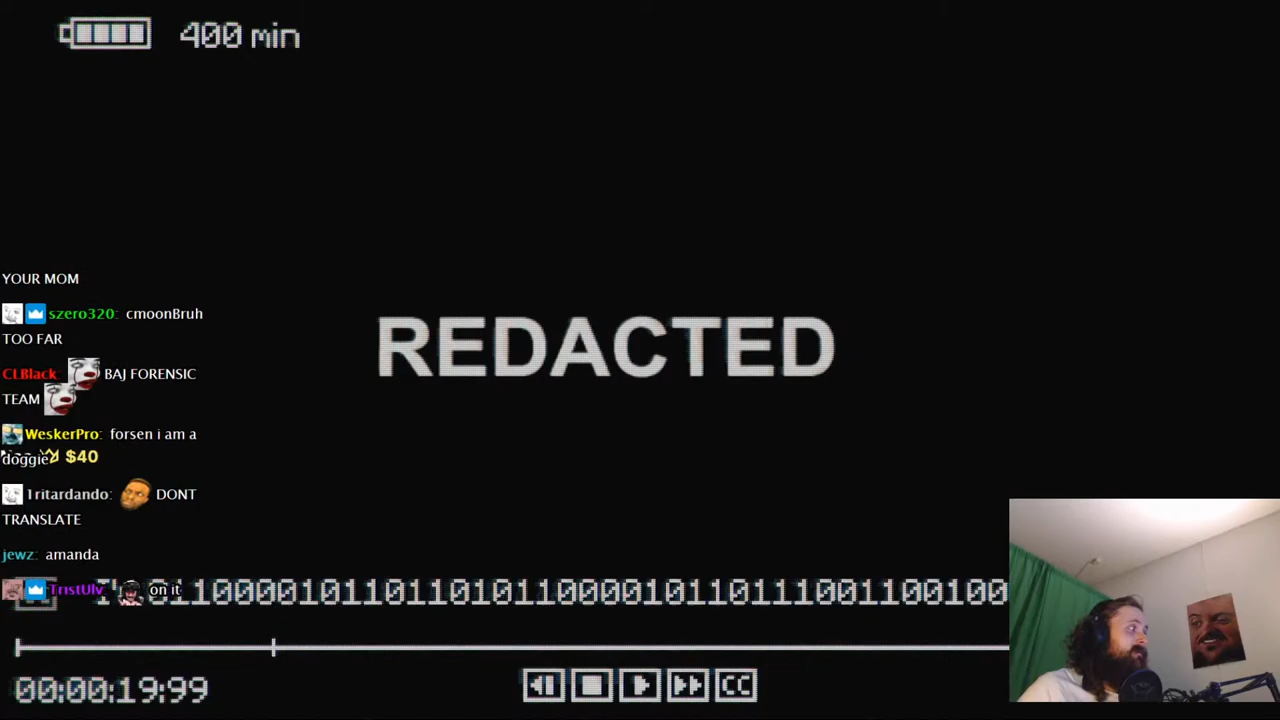 400 min
YOUR MOM
szero320: cmoonBruh
TOO FAR
CLBlack: BAJ FORENSIC
TEAM
REDACTED
WeskerPro: forsen i am a
doggie
$40
1ritardando: DONT
TRANSLATE
jewz: amanda
TristUlv: on it
00:00:19:99
CC